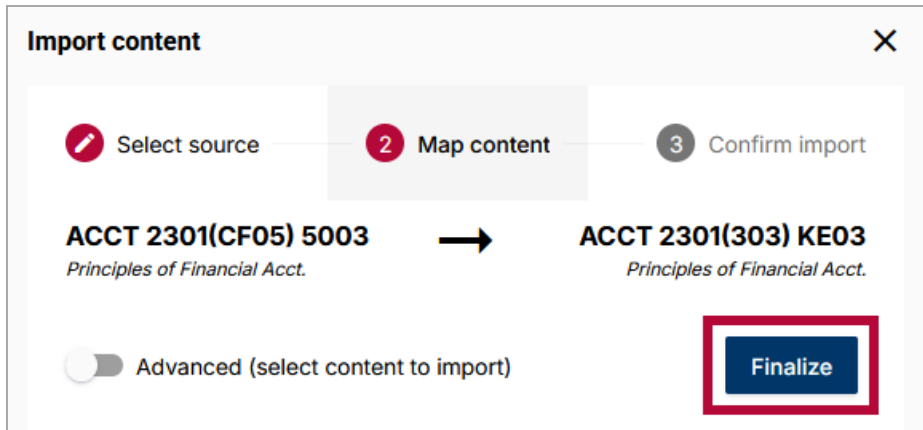 Import content
Select source
2 Map content
3 Confirm import
ACCT 2301(CF05) 5003
ACCT 2301(303) KE03
Principles of Financial Acct.
Principles of Financial Acct.
Advanced (select content to import)
Finalize